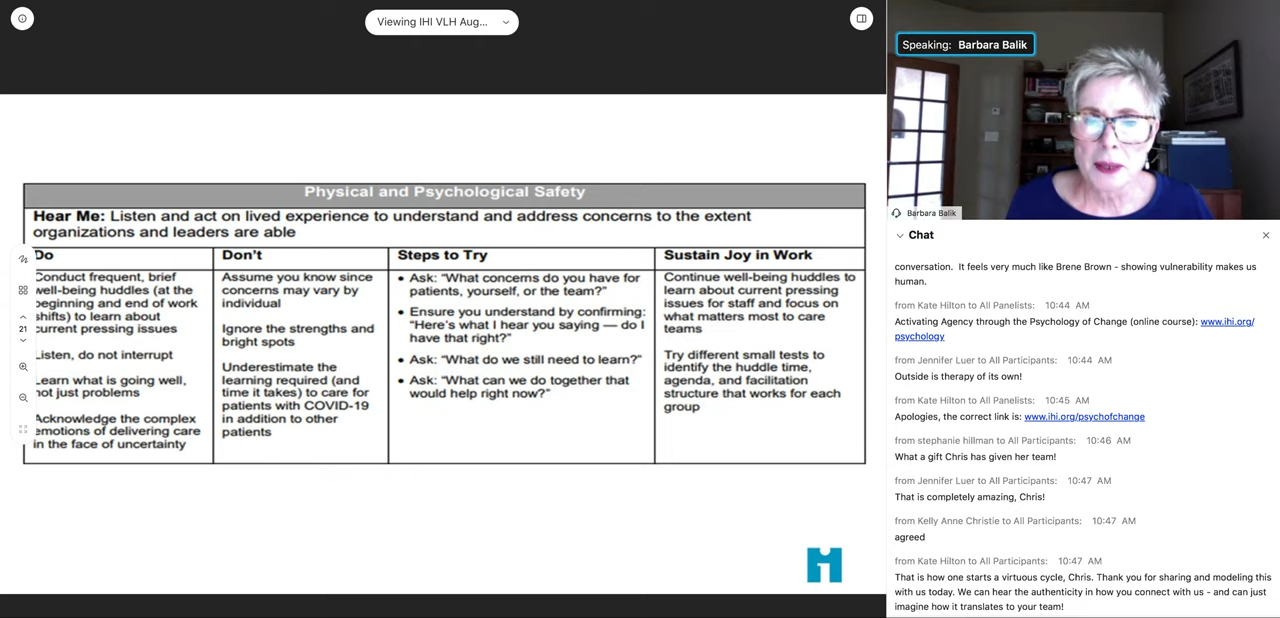 Viewing IHI VLH Aug...
Physical and Psychological Safety
Hear Me: Listen and act on lived experience to understand and address concerns to the extent
organizations and leaders are able
Do
Conduct frequent, brief
well-being huddles (at the
beginning and end of work
shifts) to learn about
current pressing issues
Listen, do not interrupt
Learn what is going well,
not just problems
Acknowledge the complex
emotions of delivering care
in the face of uncertainty
Don't
Assume you know since
concerns may vary by
individual
Ignore the strengths and
bright spots
Underestimate the
learning required (and
time it takes) to care for
patients with COVID-19
in addition to other
patients
Steps to Try
• Ask: "What concerns do you have for
patients, yourself, or the team?"
• Ensure you understand by confirming:
"Here's what I hear you saying — do I
have that right?"
• Ask: "What do we still need to learn?"
• Ask: "What can we do together that
would help right now?"
Sustain Joy in Work
Continue well-being huddles to
learn about current pressing
issues for staff and focus on
what matters most to care
teams
Try different small tests to
identify the huddle time,
agenda, and facilitation
structure that works for each
group
21
Speaking: Barbara Balik
Barbara Balik
Chat
conversation. It feels very much like Brene Brown - showing vulnerability makes us
human.
from Kate Hilton to All Panelists: 10:44 AM
Activating Agency through the Psychology of Change (online course): www.ihi.org/
psychology
from Jennifer Luer to All Participants: 10:44 AM
Outside is therapy of its own!
from Kate Hilton to All Panelists: 10:45 AM
Apologies, the correct link is: www.ihi.org/psychofchange
from stephanie hillman to All Participants: 10:46 AM
What a gift Chris has given her team!
from Jennifer Luer to All Participants: 10:47 AM
That is completely amazing, Chris!
from Kelly Anne Christie to All Participants: 10:47 AM
agreed
from Kate Hilton to All Participants: 10:47 AM
That is how one starts a virtuous cycle, Chris. Thank you for sharing and modeling this
with us today. We can hear the authenticity in how you connect with us - and can just
imagine how it translates to your team!